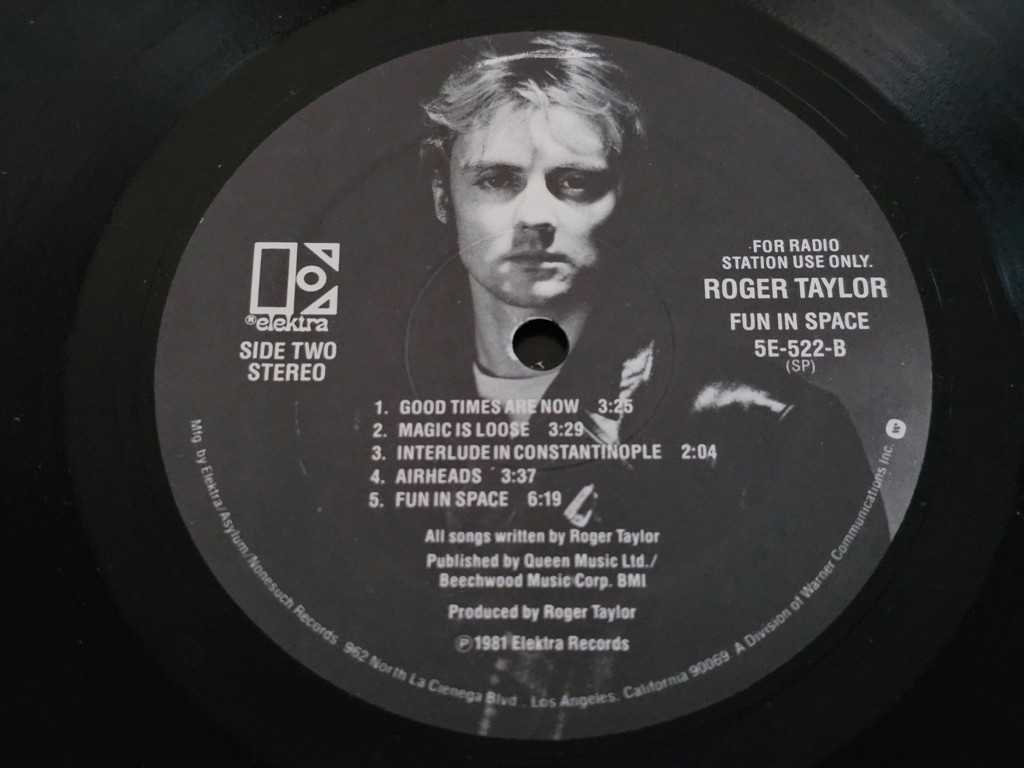 FOR RADIO
STATION USE ONLY.
ROGER TAYLOR
FUN IN SPACE
5E-522-B
(SP)
®elektra
SIDE TWO
STEREO
1. GOOD TIMES ARE NOW 3:25
2. MAGIC IS LOOSE 3:29
3. INTERLUDE IN CONSTANTINOPLE 2:04
4. AIRHEADS 3:37
5. FUN IN SPACE 6:19
All songs written by Roger Taylor
Published by Queen Music Ltd./
Beechwood Music Corp. BMI
Produced by Roger Taylor
℗ 1981 Elektra Records
Mfg. by Elektra/Asylum/Nonesuch Records. 962 North La Cienega Blvd., Los Angeles, California 90069. A Division of Warner Communications Inc.